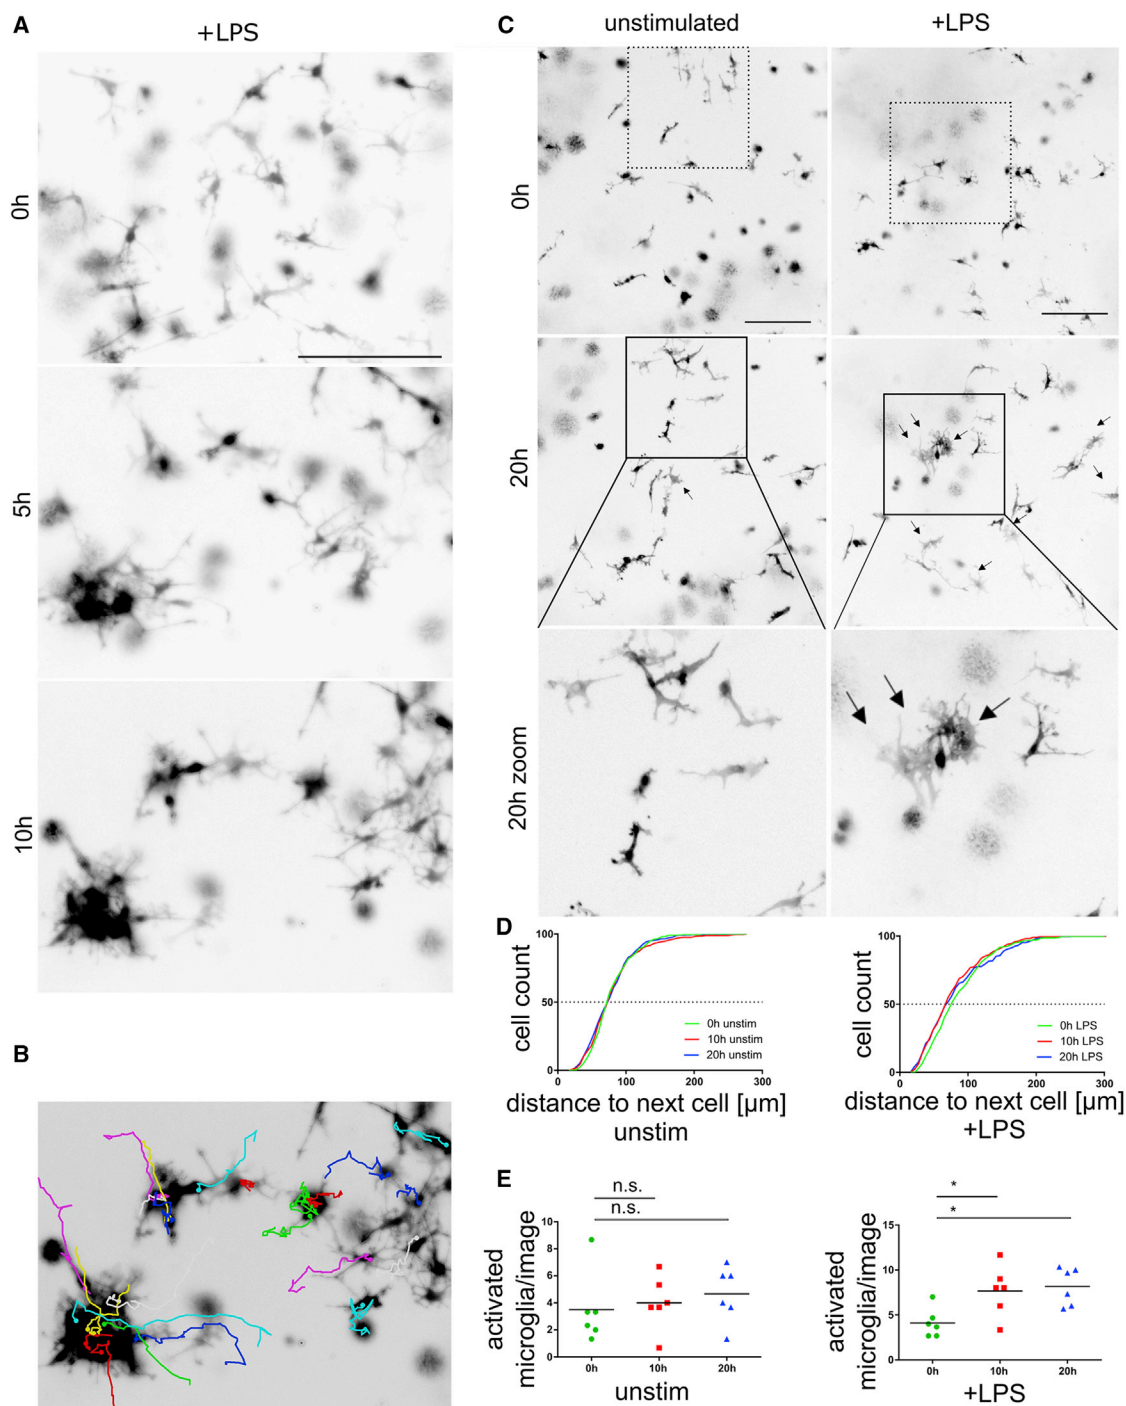 A
+LPS
0h
5h
10h
B
C
unstimulated
+LPS
0h
20h
20h zoom
D
cell count
100
50
0
0h unstim
10h unstim
20h unstim
0
100
200
300
distance to next cell [µm]
unstim
cell count
100
50
0
0h LPS
10h LPS
20h LPS
0
100
200
300
distance to next cell [µm]
+LPS
E
n.s.
n.s.
activated
microglia/image
10
8
6
4
2
0
0h
10h
20h
unstim
*
*
activated
microglia/image
15
10
5
0
0h
10h
20h
+LPS